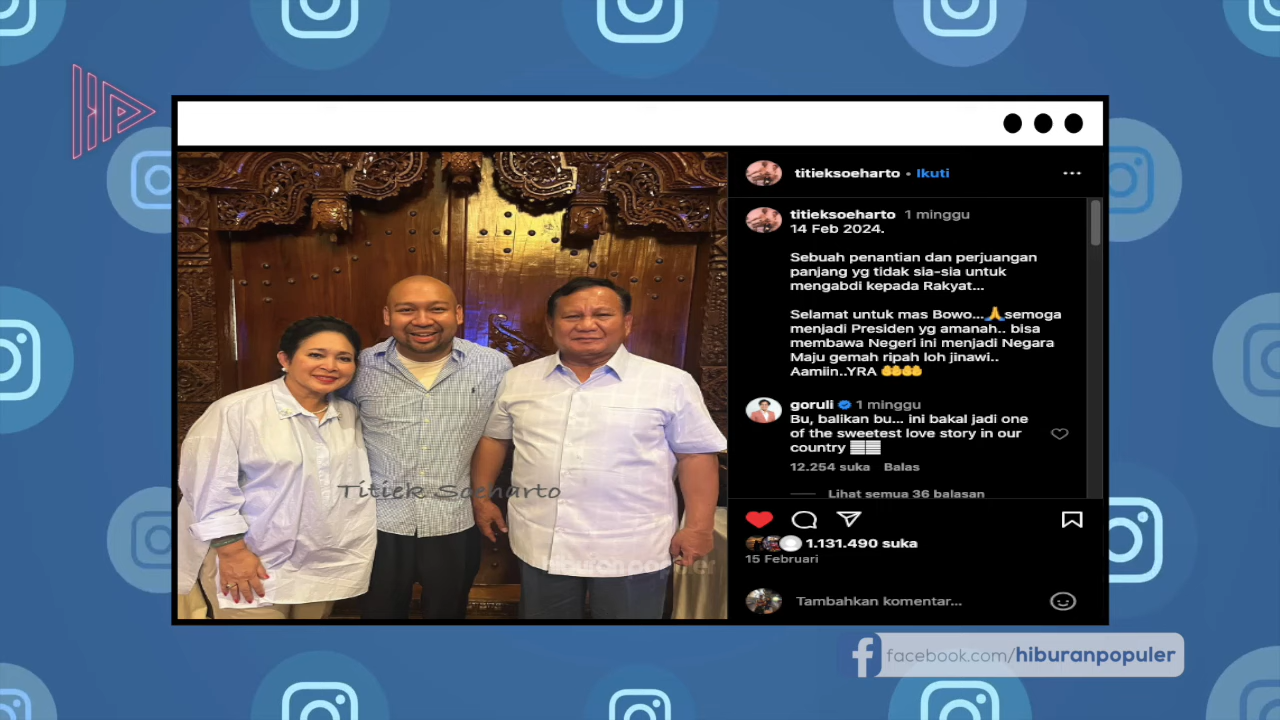 titieksoeharto • Ikuti
titieksoeharto 1 minggu
14 Feb 2024.
Sebuah penantian dan perjuangan
panjang yg tidak sia-sia untuk
mengabdi kepada Rakyat...
Selamat untuk mas Bowo...🙏semoga
menjadi Presiden yg amanah.. bisa
membawa Negeri ini menjadi Negara
Maju gemah ripah loh jinawi..
Aamiin..YRA 🤲🤲
goruli 1 minggu
Bu, balikan bu... ini bakal jadi one
of the sweetest love story in our
country
12.254 suka Balas
Lihat semua 36 balasan
1.131.490 suka
15 Februari
Tambahkan komentar...
Titiek Soeharto
hiburanpopuler
facebook.com/hiburanpopuler